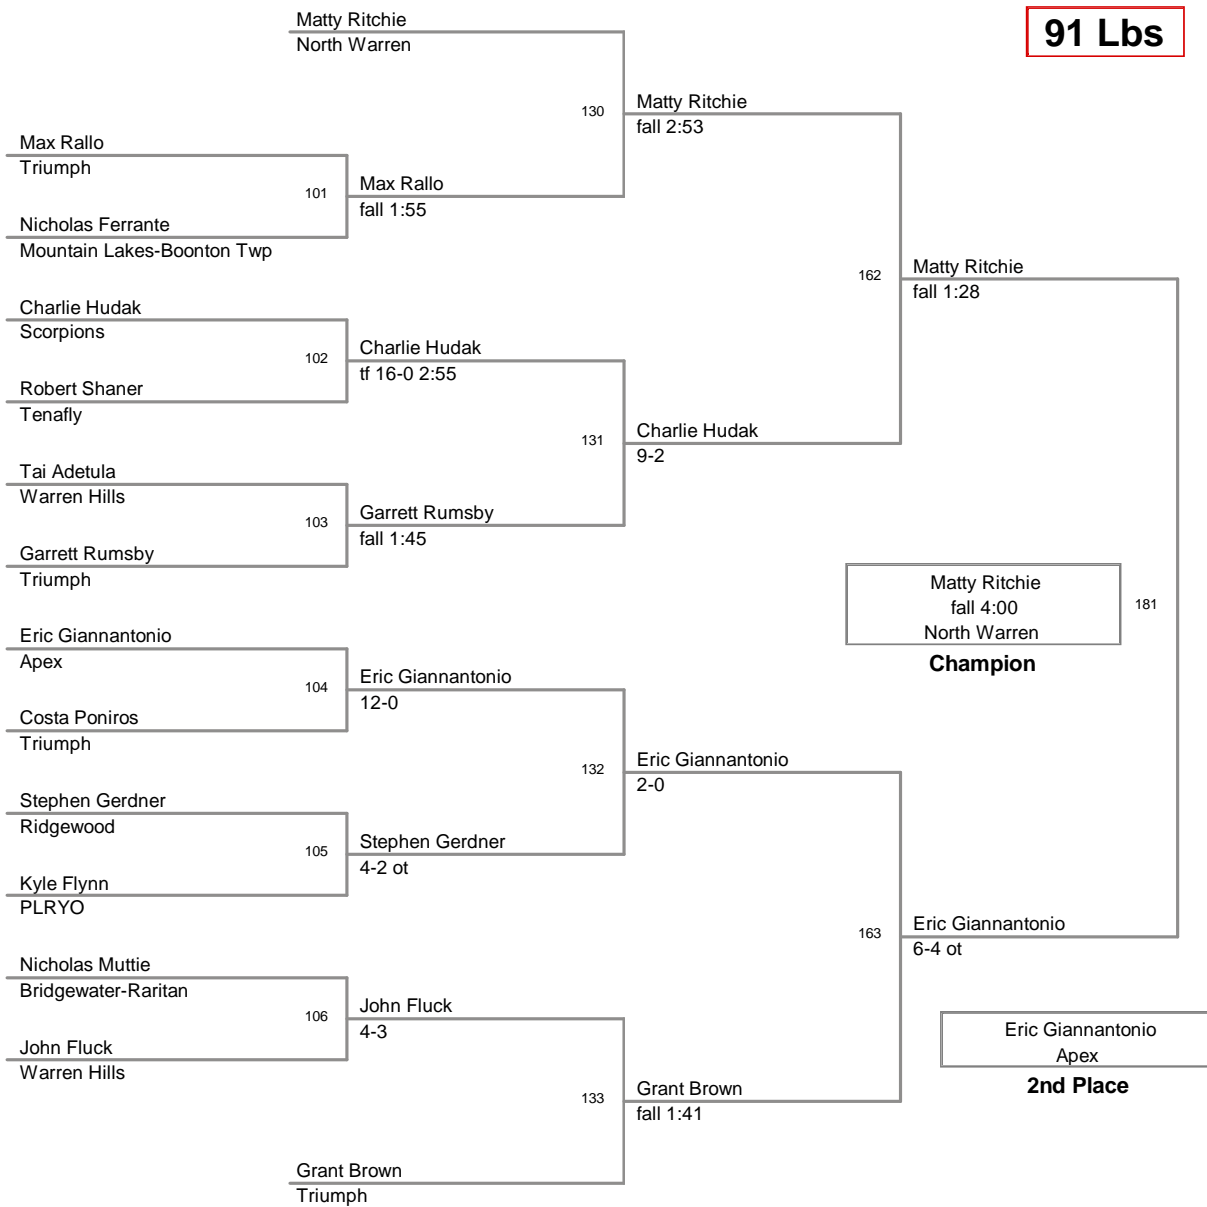 Matty Ritchie
North Warren
91 Lbs
130
Matty Ritchie
fall 2:53
Max Rallo
Triumph
101
Max Rallo
fall 1:55
Nicholas Ferrante
Mountain Lakes-Boonton Twp
162
Matty Ritchie
fall 1:28
Charlie Hudak
Scorpions
102
Charlie Hudak
tf 16-0 2:55
Robert Shaner
Tenafly
131
Charlie Hudak
9-2
Tai Adetula
Warren Hills
103
Garrett Rumsby
fall 1:45
Garrett Rumsby
Triumph
Matty Ritchie
fall 4:00
North Warren
Champion
181
Eric Giannantonio
Apex
104
Eric Giannantonio
12-0
Costa Poniros
Triumph
132
Eric Giannantonio
2-0
Stephen Gerdner
Ridgewood
105
Stephen Gerdner
4-2 ot
Kyle Flynn
PLRYO
163
Eric Giannantonio
6-4 ot
Nicholas Muttie
Bridgewater-Raritan
106
John Fluck
4-3
John Fluck
Warren Hills
Eric Giannantonio
Apex
2nd Place
133
Grant Brown
fall 1:41
Grant Brown
Triumph